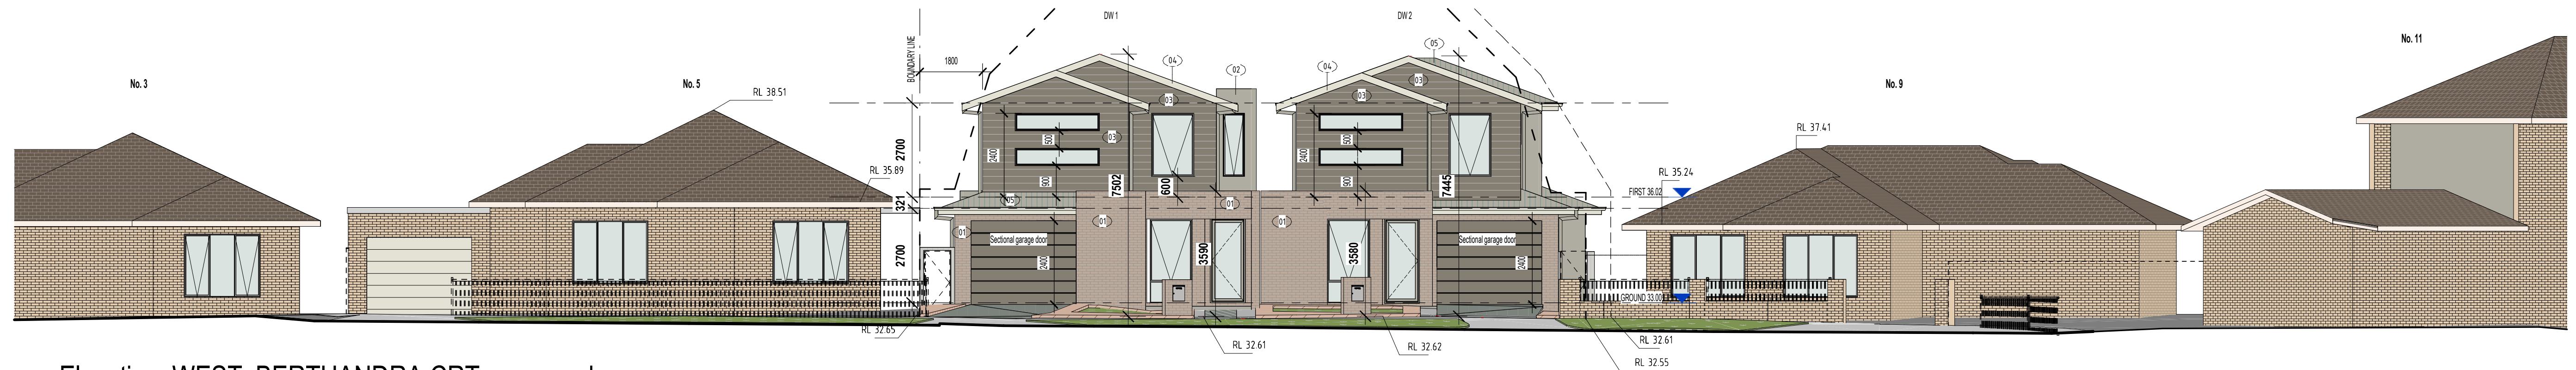 DW 1
DW 2
No. 11
BOUNDARY LINE
1800
05
04
04
02
03
No. 3
No. 5
No. 9
RL 38.51
03
03
03
RL 37.41
2700
2400
500
2400
500
RL 35.89
900
7502
600
900
7445
RL 35.24
FIRST 36.02
321
05
01
01
01
01
Sectional garage door
Sectional garage door
2700
2400
3590
3580
2400
GROUND 33.00
RL 32.65
RL 32.61
RL 32.62
RL 32.61
RL 32.55